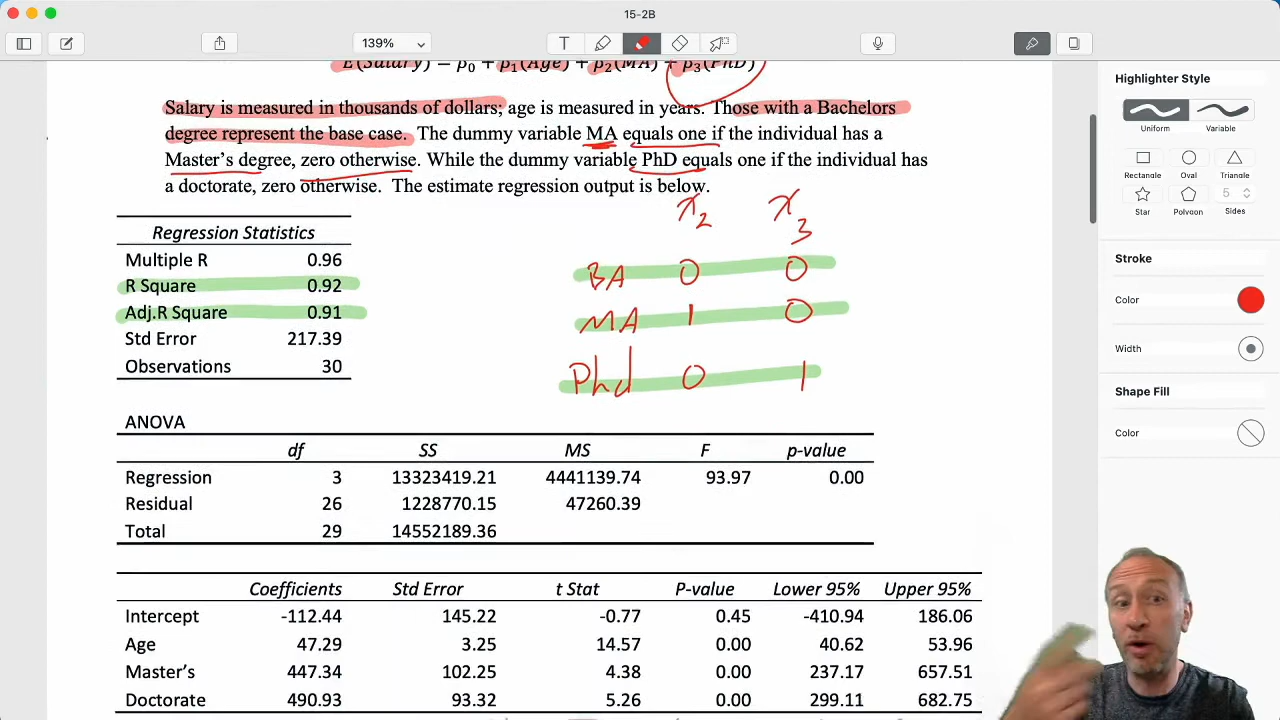 15-2B
139%
T
E(Salary) = β0 + β1(Age) + β2(MA) + β3(PhD)
Salary is measured in thousands of dollars; age is measured in years. Those with a Bachelors
degree represent the base case. The dummy variable MA equals one if the individual has a
Master's degree, zero otherwise. While the dummy variable PhD equals one if the individual has
a doctorate, zero otherwise. The estimate regression output is below.
x2 x3
BA 0 0
MA 1 0
Phd 0 1
Regression Statistics
Multiple R 0.96
R Square 0.92
Adj.R Square 0.91
Std Error 217.39
Observations 30
ANOVA
df SS MS F p-value
Regression 3 13323419.21 4441139.74 93.97 0.00
Residual 26 1228770.15 47260.39
Total 29 14552189.36
Coefficients Std Error t Stat P-value Lower 95% Upper 95%
Intercept -112.44 145.22 -0.77 0.45 -410.94 186.06
Age 47.29 3.25 14.57 0.00 40.62 53.96
Master’s 447.34 102.25 4.38 0.00 237.17 657.51
Doctorate 490.93 93.32 5.26 0.00 299.11 682.75
Highlighter Style
Uniform Variable
Rectangle Oval Triangle
Star Polygon 5 Sides
Stroke
Color
Width
Shape Fill
Color